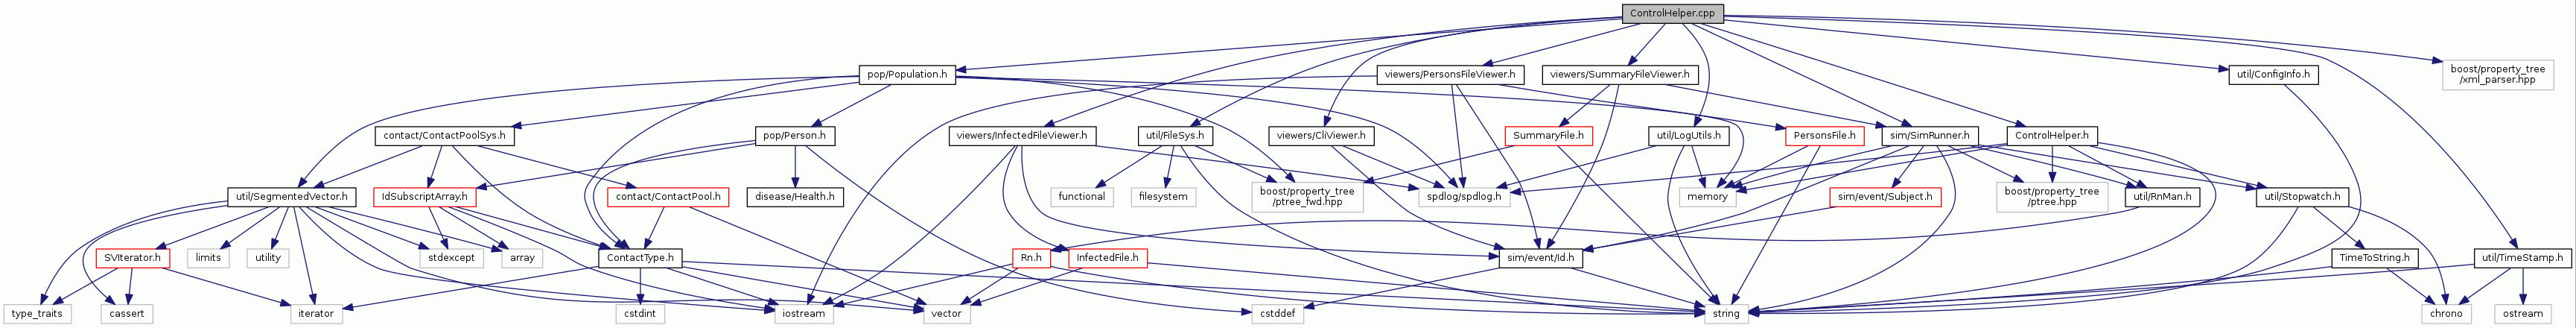 ControlHelper.cpp
pop/Population.h
viewers/PersonsFileViewer.h
viewers/SummaryFileViewer.h
util/ConfigInfo.h
boost/property_tree
/xml_parser.hpp
contact/ContactPoolSys.h
pop/Person.h
viewers/InfectedFileViewer.h
util/FileSys.h
viewers/CliViewer.h
SummaryFile.h
util/LogUtils.h
PersonsFile.h
sim/SimRunner.h
ControlHelper.h
util/SegmentedVector.h
IdSubscriptArray.h
contact/ContactPool.h
disease/Health.h
functional
filesystem
boost/property_tree
/ptree_fwd.hpp
spdlog/spdlog.h
memory
sim/event/Subject.h
boost/property_tree
/ptree.hpp
util/RnMan.h
util/Stopwatch.h
SVIterator.h
limits
utility
stdexcept
array
ContactType.h
Rn.h
InfectedFile.h
sim/event/Id.h
TimeToString.h
util/TimeStamp.h
type_traits
cassert
iterator
cstdint
iostream
vector
cstddef
string
chrono
ostream